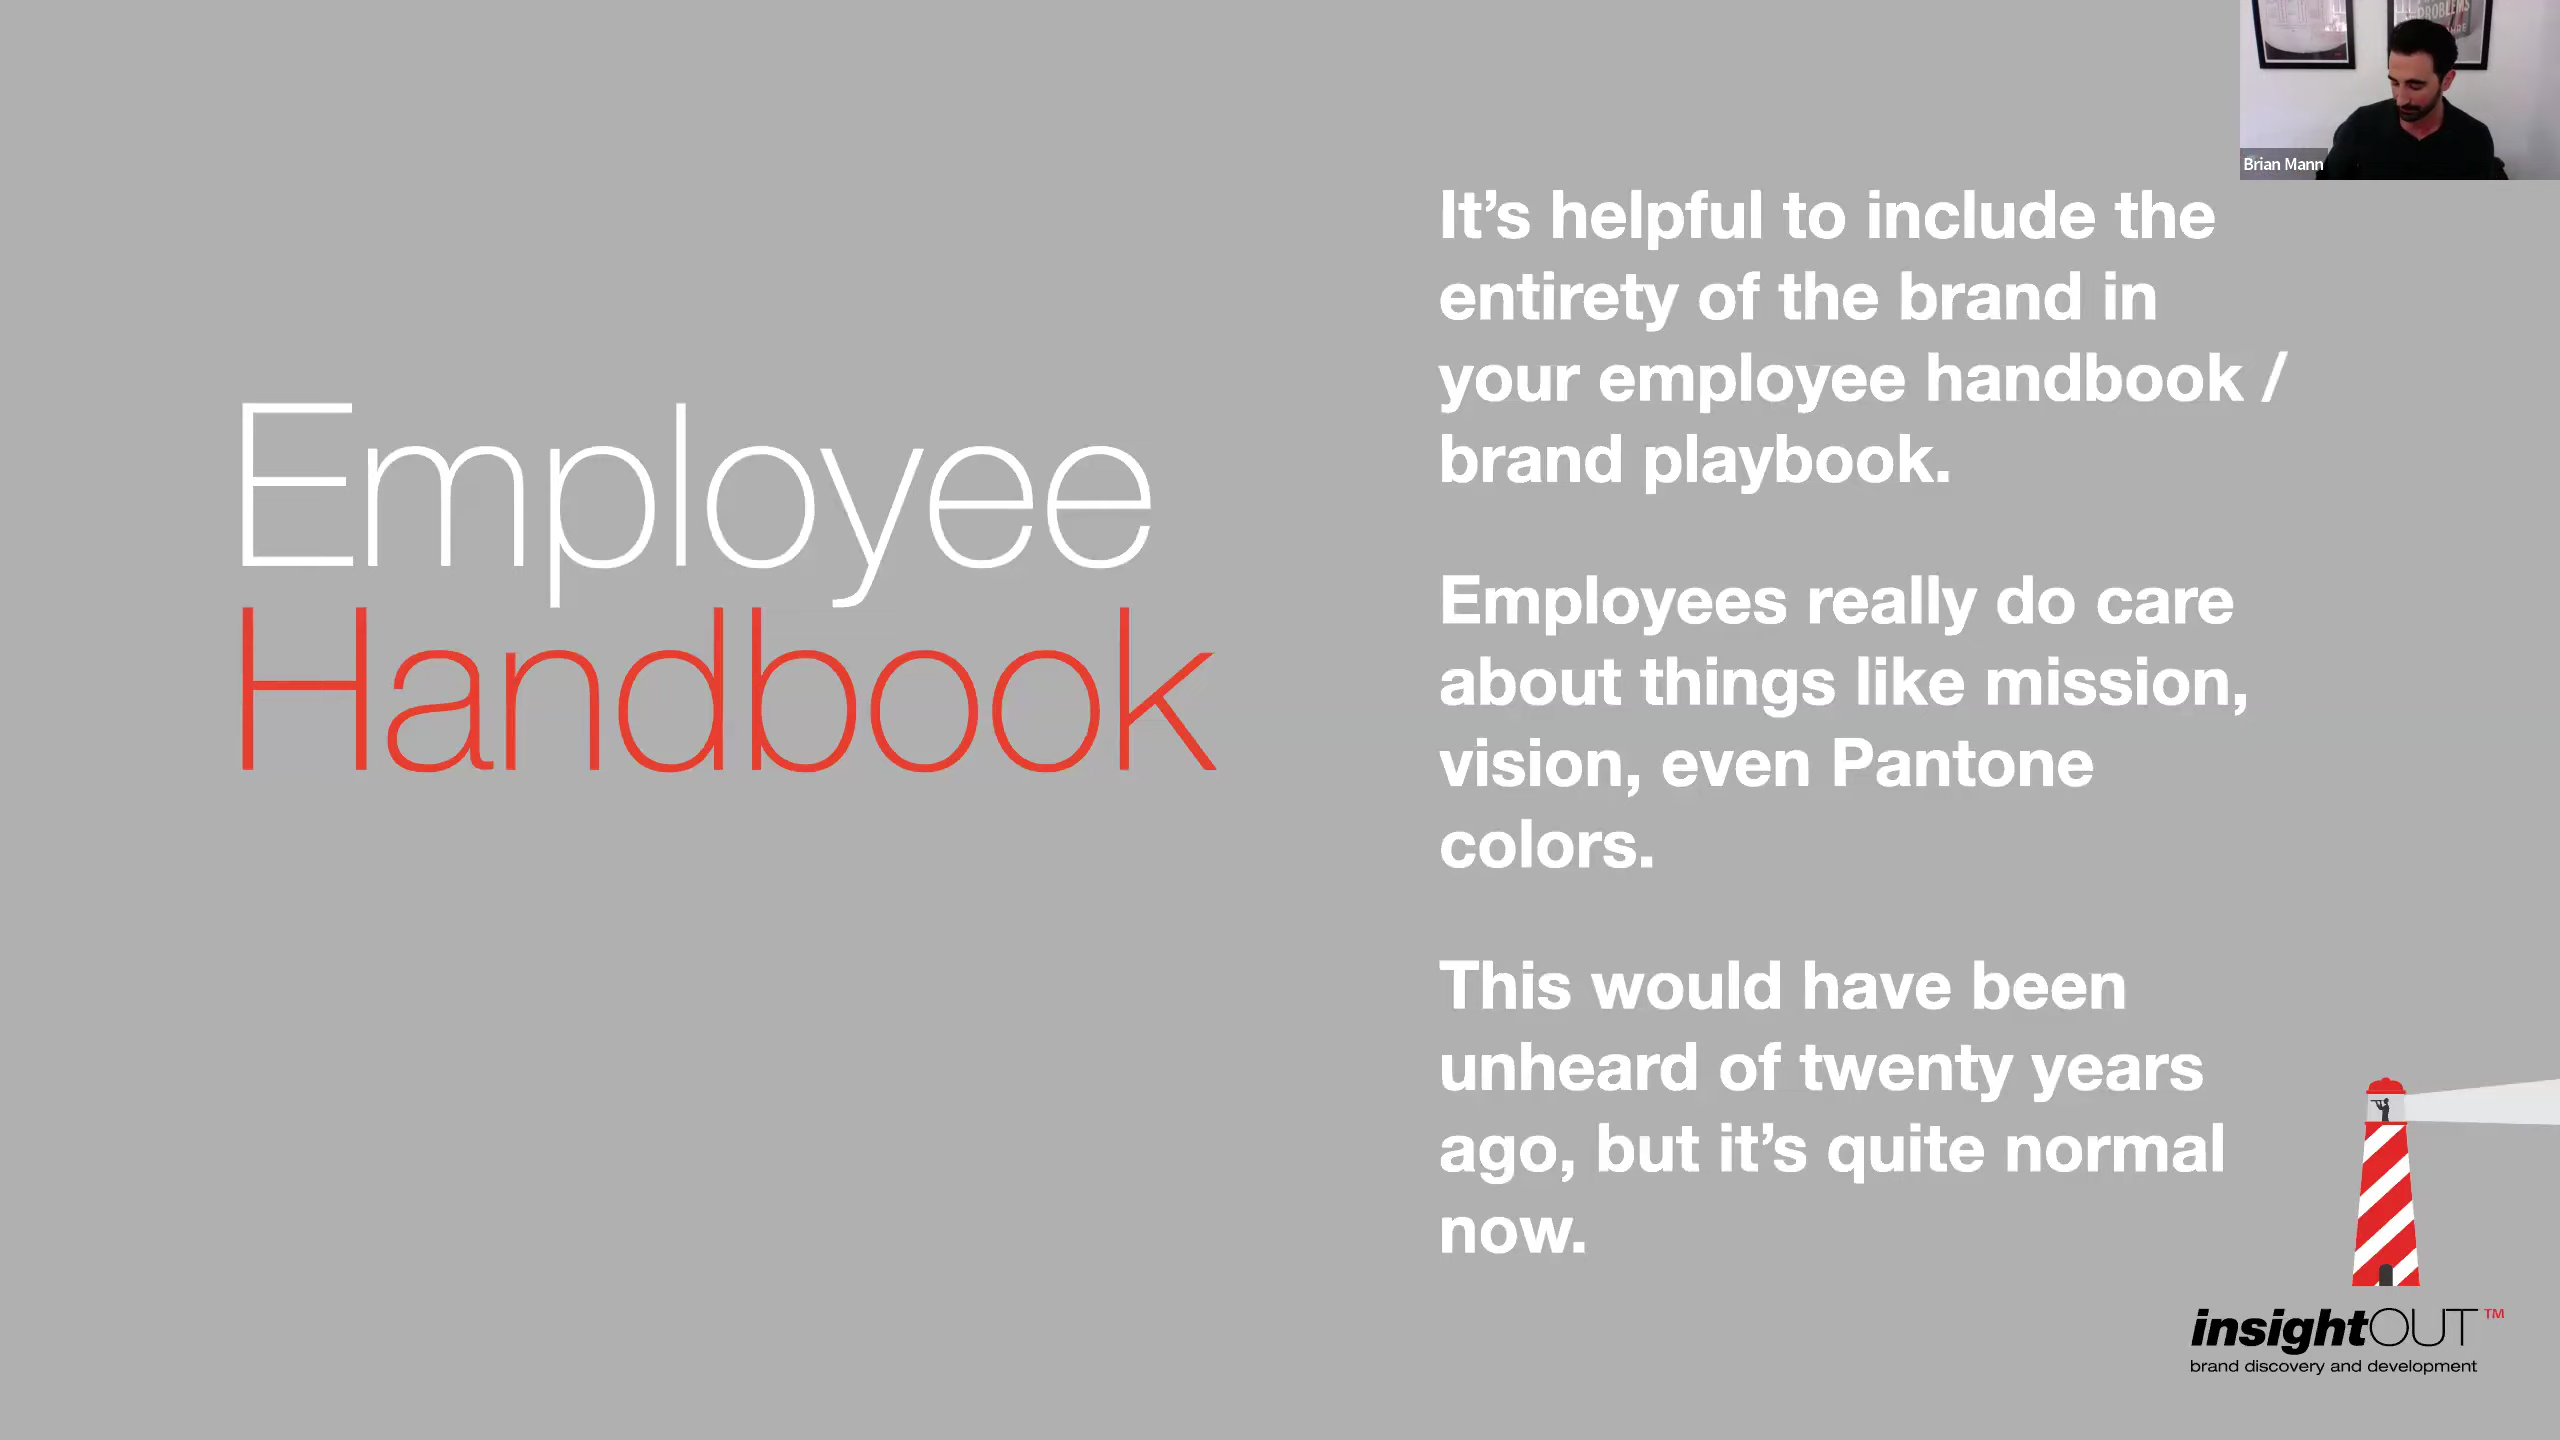 PROBLEMS
Brian Mann
Employee
Handbook
It’s helpful to include the
entirety of the brand in
your employee handbook /
brand playbook.
Employees really do care
about things like mission,
vision, even Pantone
colors.
This would have been
unheard of twenty years
ago, but it’s quite normal
now.
insightOUT™
brand discovery and development